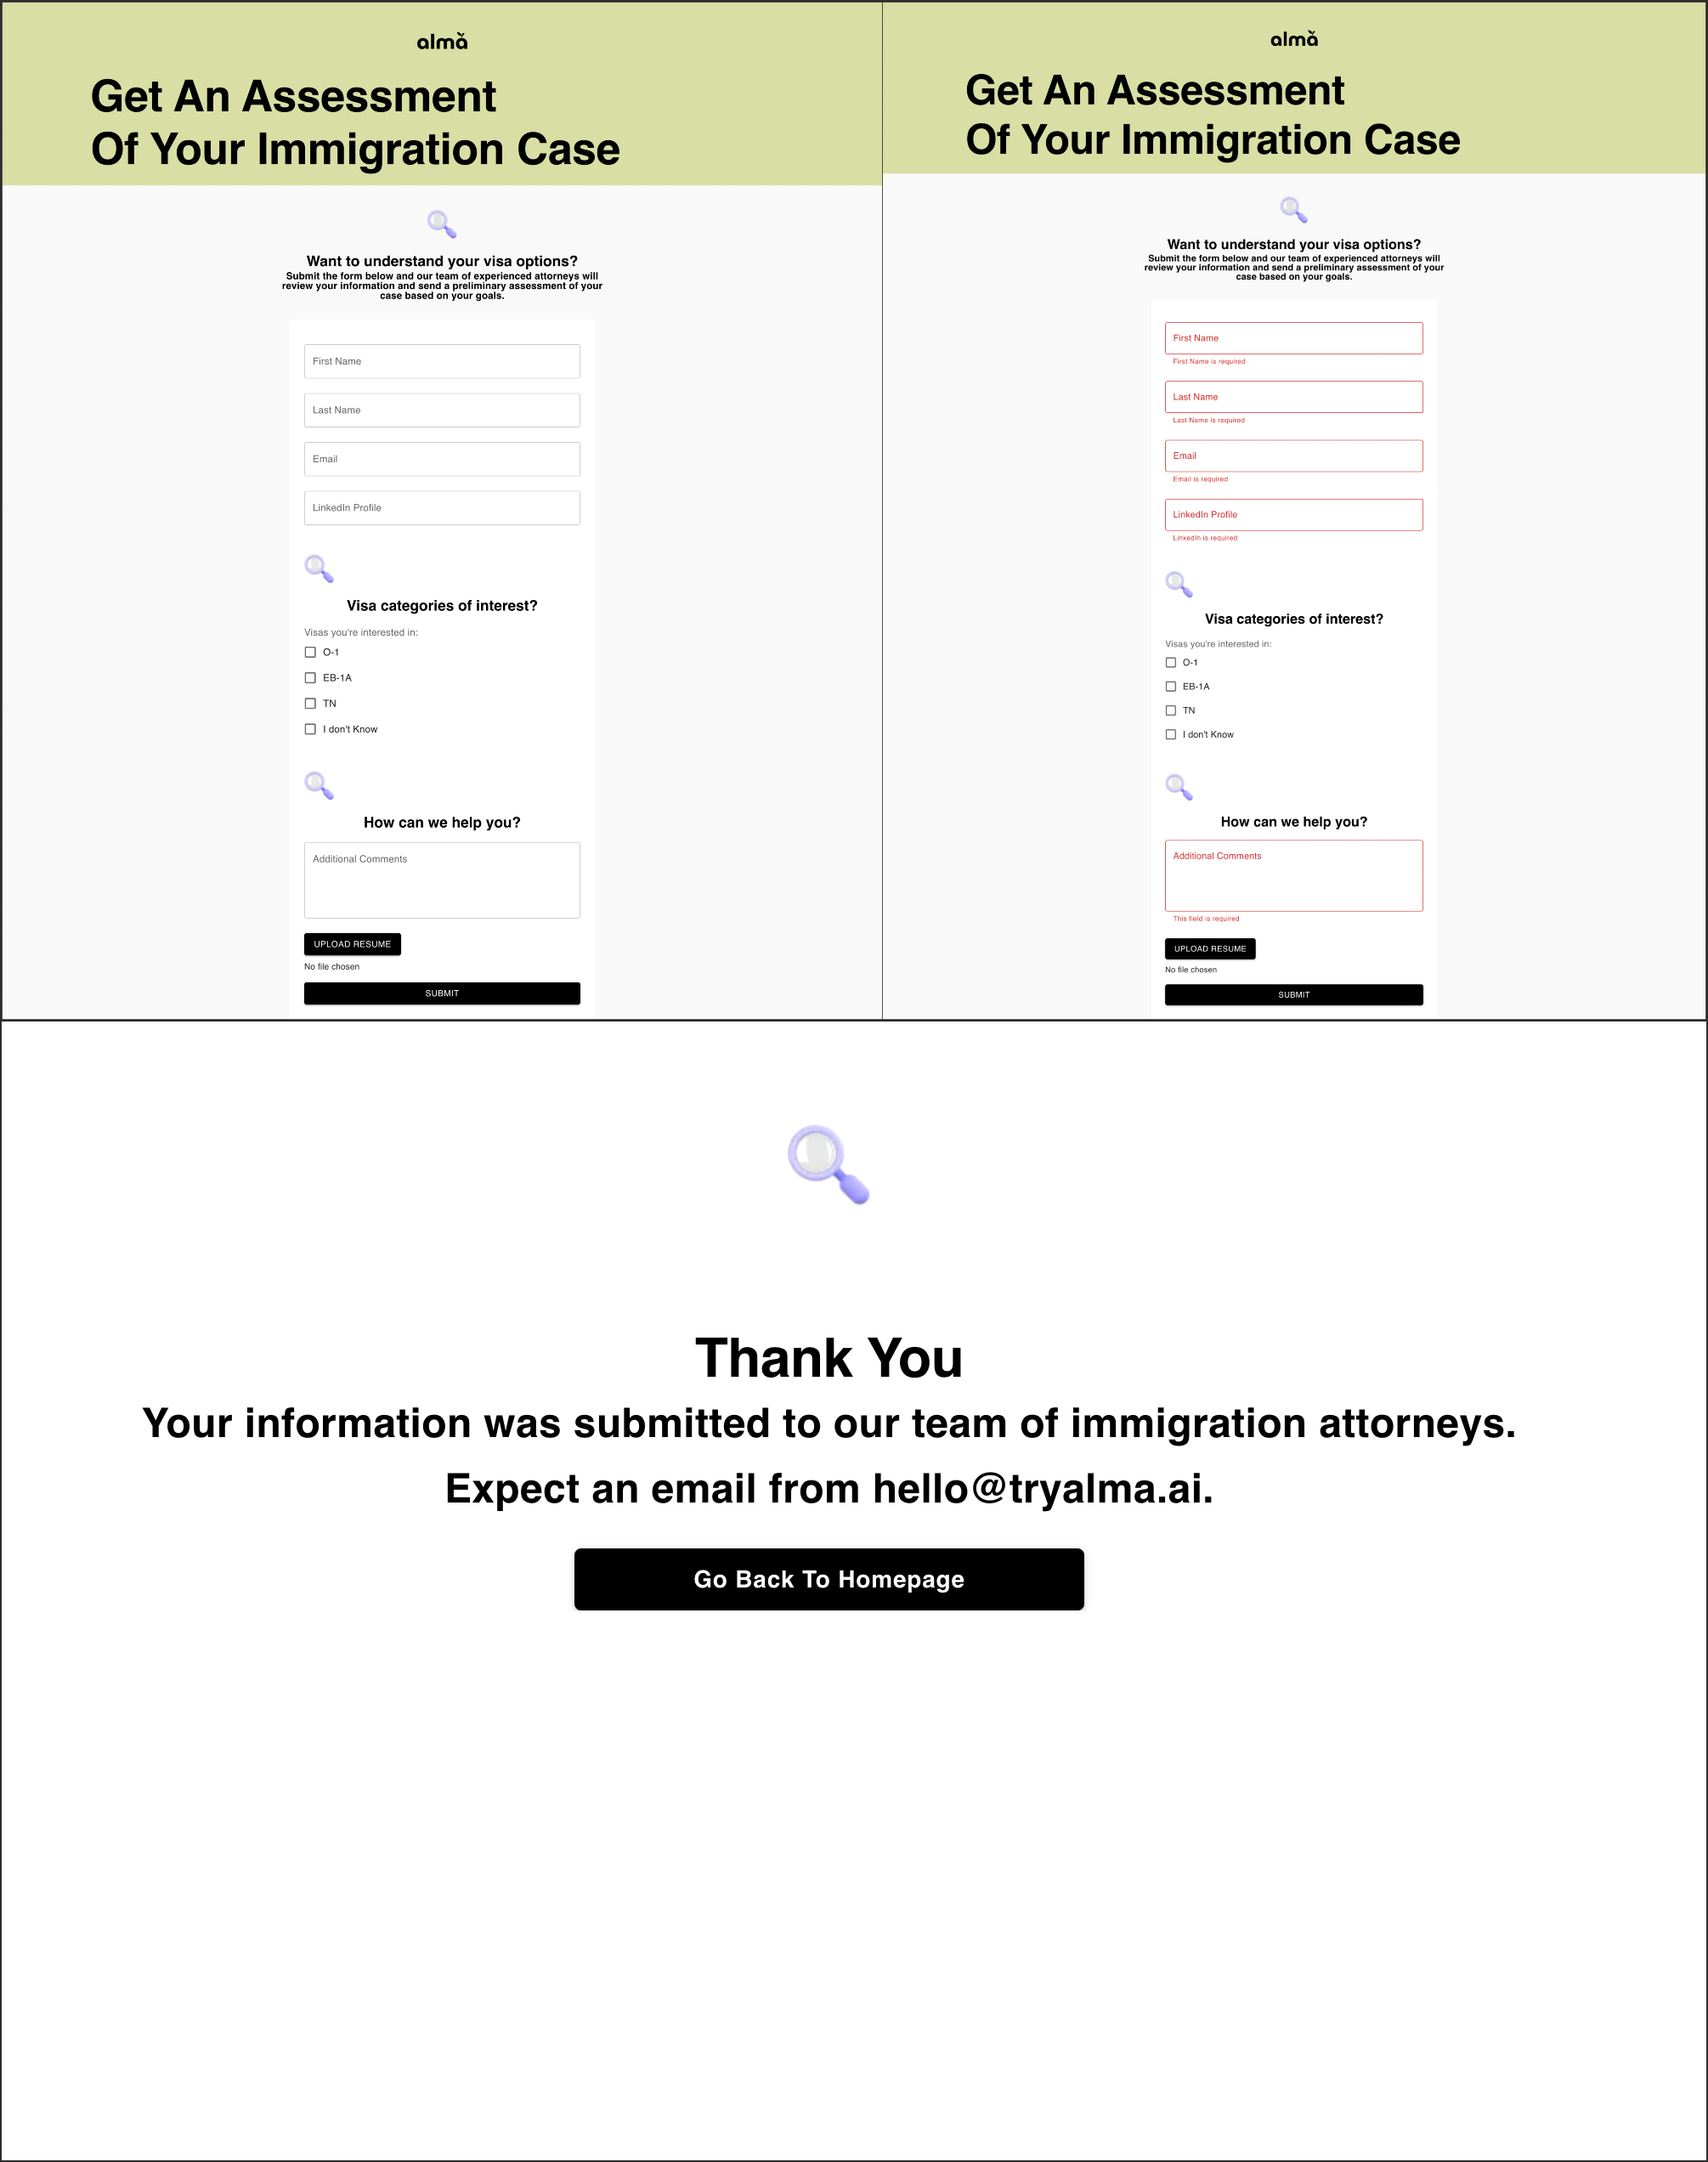 almă
Get An Assessment
Of Your Immigration Case
Want to understand your visa options?
Submit the form below and our team of experienced attorneys will
review your information and send a preliminary assessment of your
case based on your goals.
First Name
Last Name
Email
LinkedIn Profile
Visa categories of interest?
Visas you're interested in:
O-1
EB-1A
TN
I don't Know
How can we help you?
Additional Comments
UPLOAD RESUME
No file chosen
SUBMIT
almă
Get An Assessment
Of Your Immigration Case
Want to understand your visa options?
Submit the form below and our team of experienced attorneys will
review your information and send a preliminary assessment of your
case based on your goals.
First Name
First Name is required
Last Name
Last Name is required
Email
Email is required
LinkedIn Profile
LinkedIn is required
Visa categories of interest?
Visas you're interested in:
O-1
EB-1A
TN
I don't Know
How can we help you?
Additional Comments
This field is required
UPLOAD RESUME
No file chosen
SUBMIT
Thank You
Your information was submitted to our team of immigration attorneys.
Expect an email from hello@tryalma.ai.
Go Back To Homepage